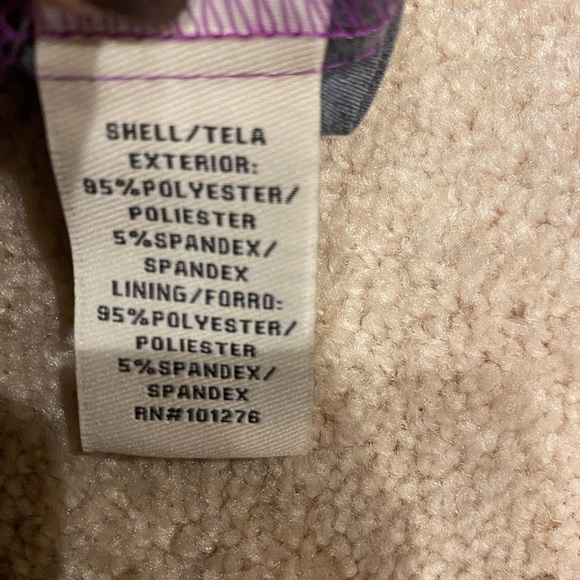 SHELL/TELA
EXTERIOR:
95%POLYESTER/
POLIESTER
5%SPANDEX/
SPANDEX
LINING/FORRO:
95%POLYESTER/
POLIESTER
5%SPANDEX/
SPANDEX
RN#101276